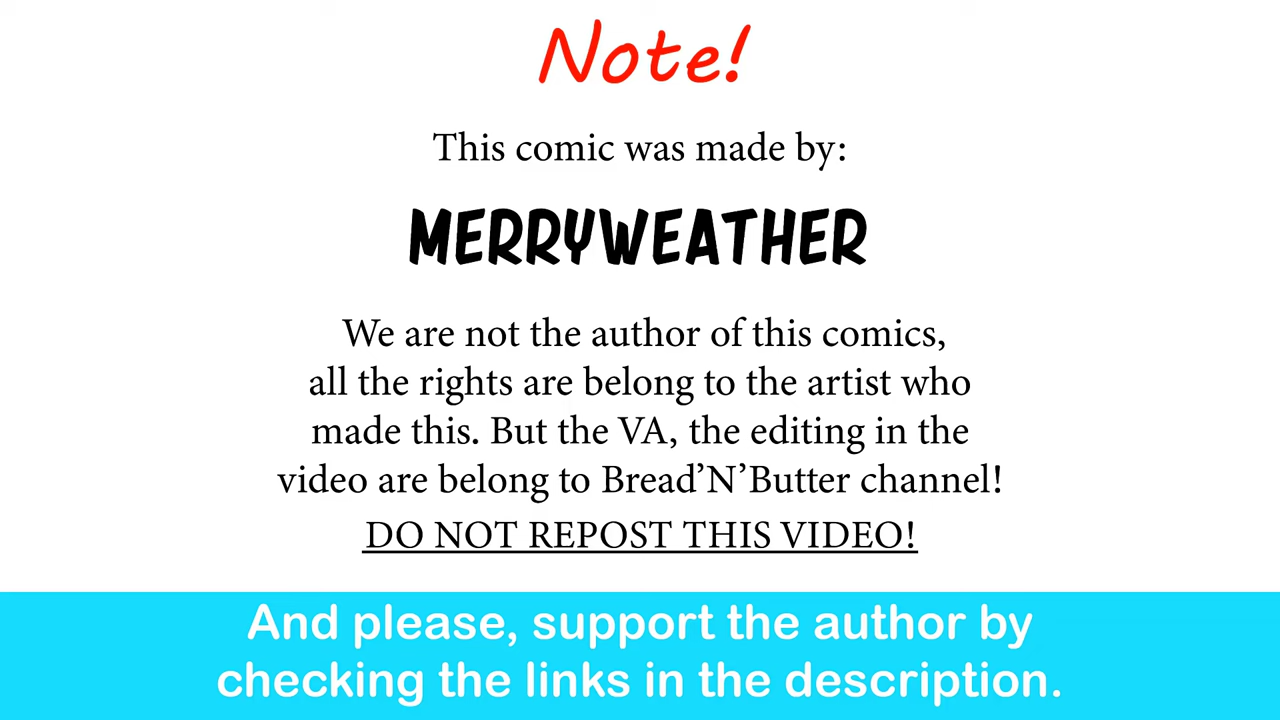 Note!
This comic was made by:
MERRYWEATHER
We are not the author of this comics,
all the rights are belong to the artist who
made this. But the VA, the editing in the
video are belong to Bread’N’Butter channel!
DO NOT REPOST THIS VIDEO!
And please, support the author by
checking the links in the description.